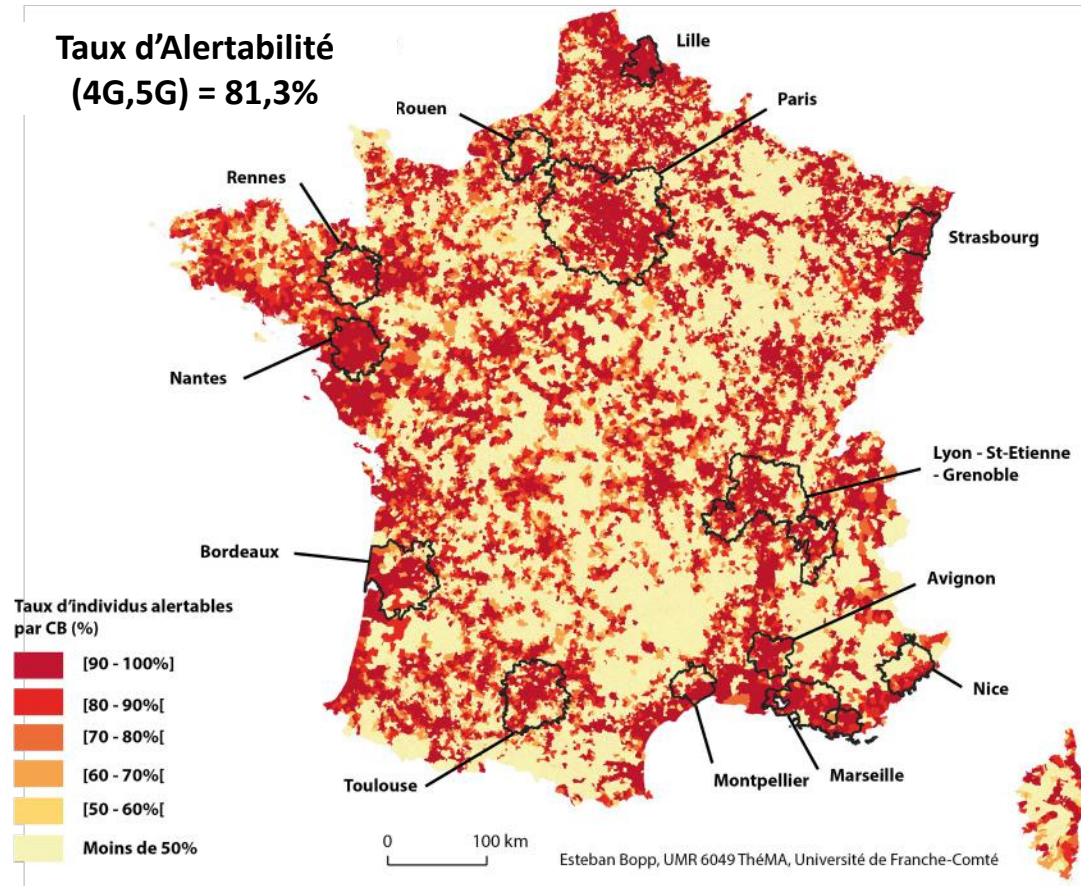 Taux d'Alertabilité
(4G,5G) = 81,3%
Lille
Paris
Rouen
Rennes
Strasbourg
Nantes
Lyon - St-Etienne
- Grenoble
Bordeaux
Avignon
Taux d'individus alertables
par CB (%)
[90 - 100%]
[80 - 90%[
[70 - 80%[
[60 - 70%[
[50 - 60%[
Moins de 50%
Nice
Toulouse
Montpellier
Marseille
0
100 km
Esteban Bopp, UMR 6049 ThéMA, Université de Franche-Comté